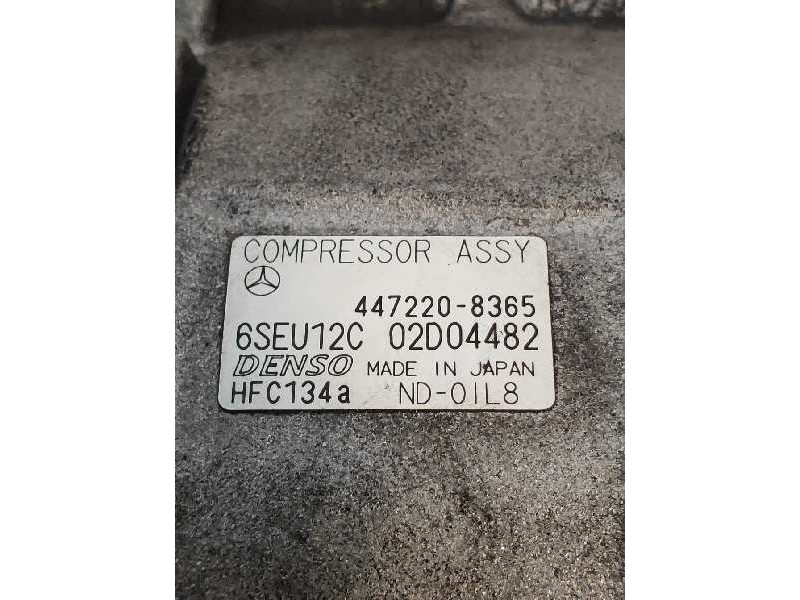 COMPRESSOR ASSY
447220-8365
6SEU12C 02D04482
DENSO MADE IN JAPAN
HFC134a ND-OIL8